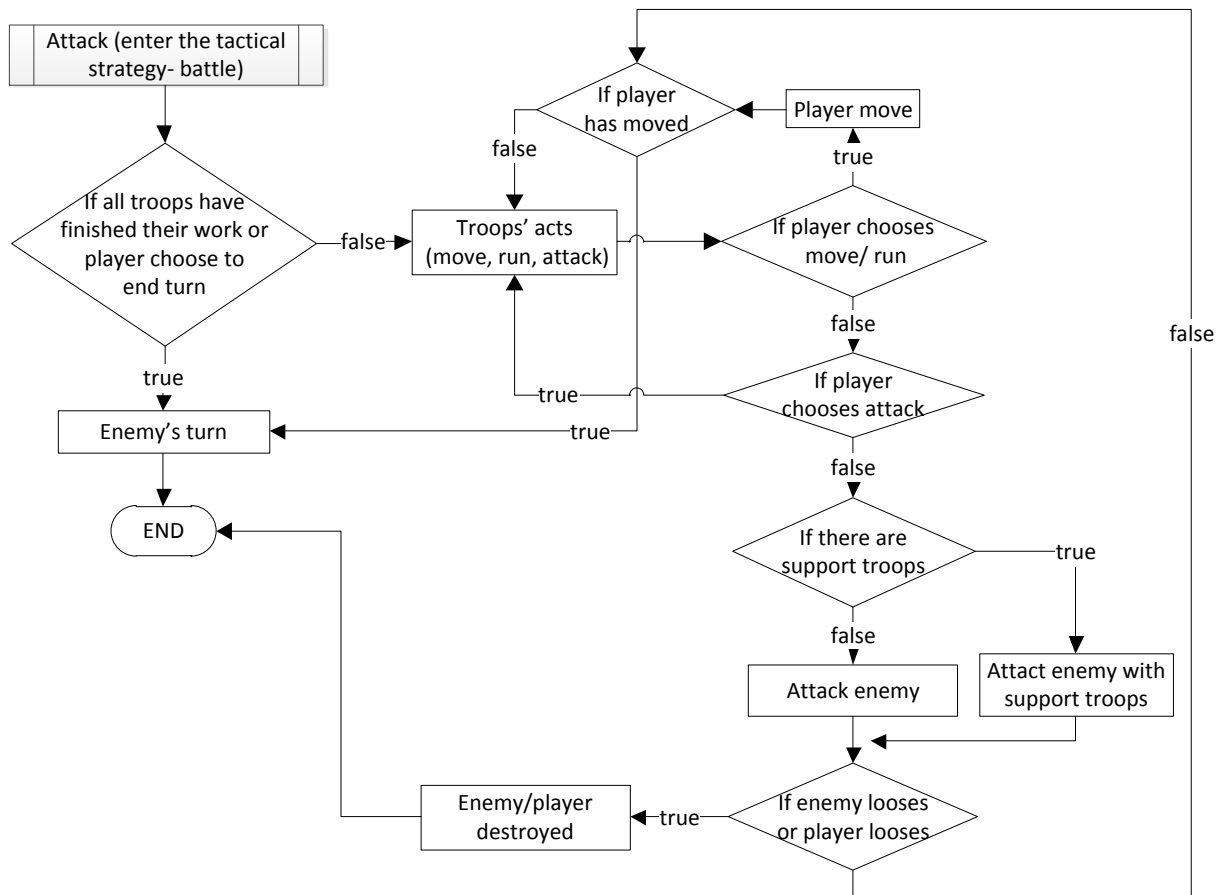 Attack (enter the tactical
strategy- battle)
If player
has moved
Player move
false
true
If all troops have
finished their work or
player choose to
end turn
false
Troops’ acts
(move, run, attack)
If player chooses
move/ run
false
false
true
If player
chooses attack
true
Enemy’s turn
true
false
END
If there are
support troops
true
false
Attack enemy
Attact enemy with
support troops
Enemy/player
destroyed
true
If enemy looses
or player looses